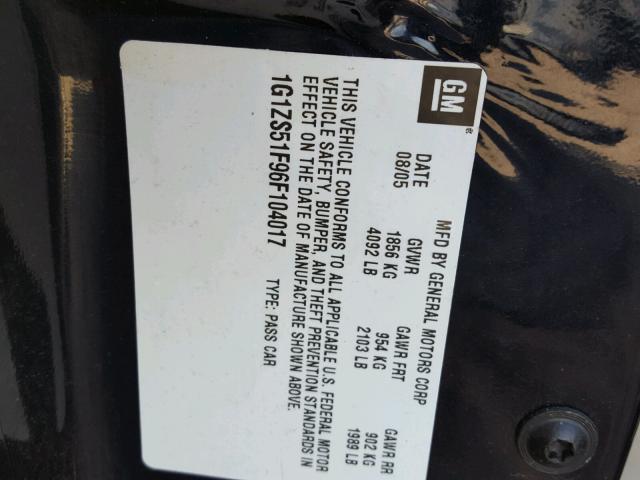 GM
MFD BY GENERAL MOTORS CORP
DATE GVWR GAWR FRT GAWR RR
08/05 1856 KG 954 KG 902 KG
4092 LB 2103 LB 1989 LB
THIS VEHICLE CONFORMS TO ALL APPLICABLE U.S. FEDERAL MOTOR
VEHICLE SAFETY, BUMPER, AND THEFT PREVENTION STANDARDS IN
EFFECT ON THE DATE OF MANUFACTURE SHOWN ABOVE.
1G1ZS51F96F104017 TYPE: PASS CAR